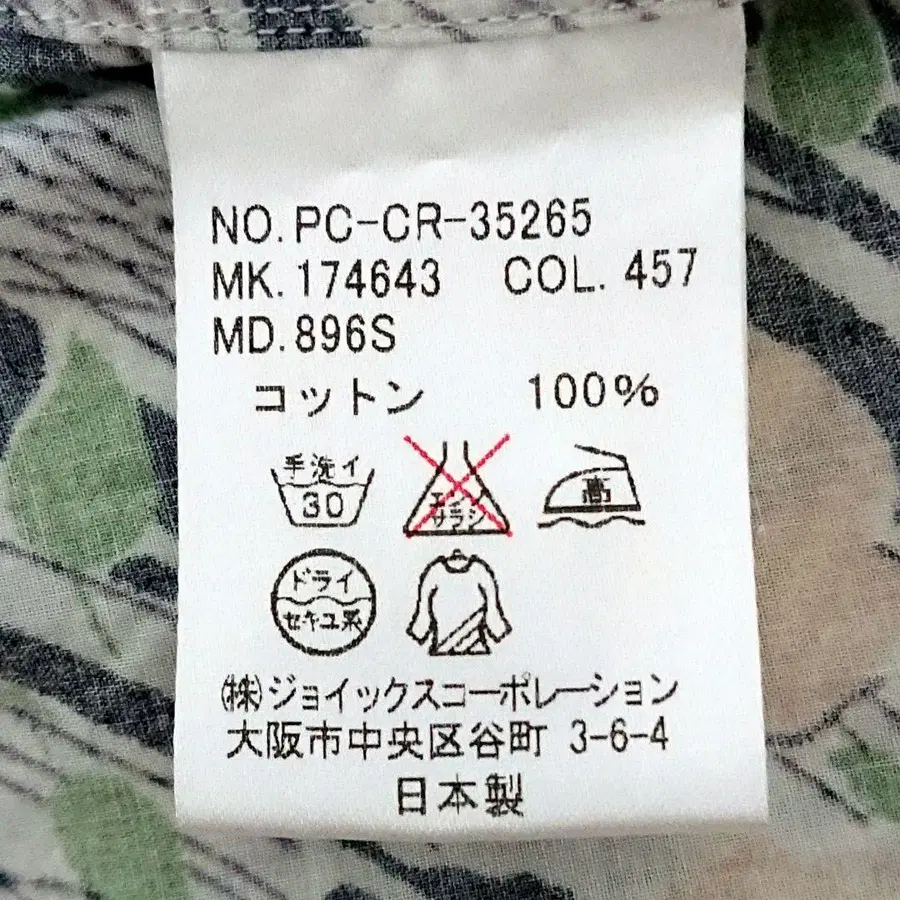 NO.PC-CR-35265
MK.174643 COL.457
MD.896S
コットン 100%
手洗イ
30
エンソ
サラシ
高
ドライ
セキユ系
㈱ジョイックスコーポレーション
大阪市中央区谷町 3-6-4
日本製